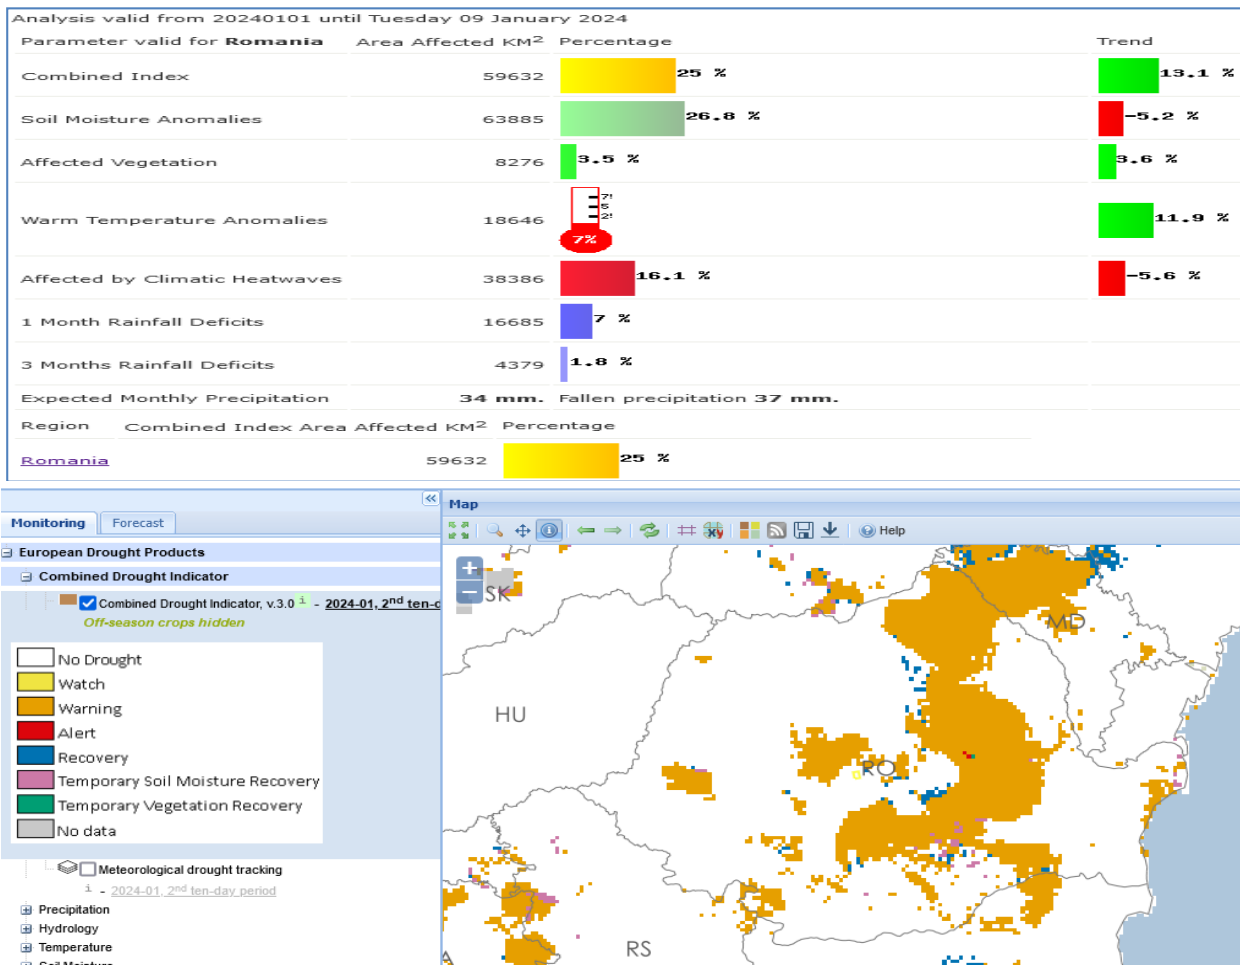 Analysis valid from 20240101 until Tuesday 09 January 2024
Parameter valid for Romania Area Affected KM2 Percentage Trend
Combined Index 59632 25 % 13.1 %
Soil Moisture Anomalies 63885 26.8 % -5.2 %
Affected Vegetation 8276 3.5 % 3.6 %
7!
5
2!
Warm Temperature Anomalies 18646 7% 11.9 %
Affected by Climatic Heatwaves 38386 16.1 % -5.6 %
1 Month Rainfall Deficits 16685 7 %
3 Months Rainfall Deficits 4379 1.8 %
Expected Monthly Precipitation 34 mm. Fallen precipitation 37 mm.
Region Combined Index Area Affected KM2 Percentage
Romania 59632 25 %
Monitoring Forecast
European Drought Products
Combined Drought Indicator
Combined Drought Indicator, v.3.0 i - 2024-01, 2nd ten-d
Off-season crops hidden
No Drought
Watch
Warning
Alert
Recovery
Temporary Soil Moisture Recovery
Temporary Vegetation Recovery
No data
Meteorological drought tracking
i - 2024-01, 2nd ten-day period
Precipitation
Hydrology
Temperature
Soil Moisture
Map
xy Help
SK
MD
HU
RO
RS